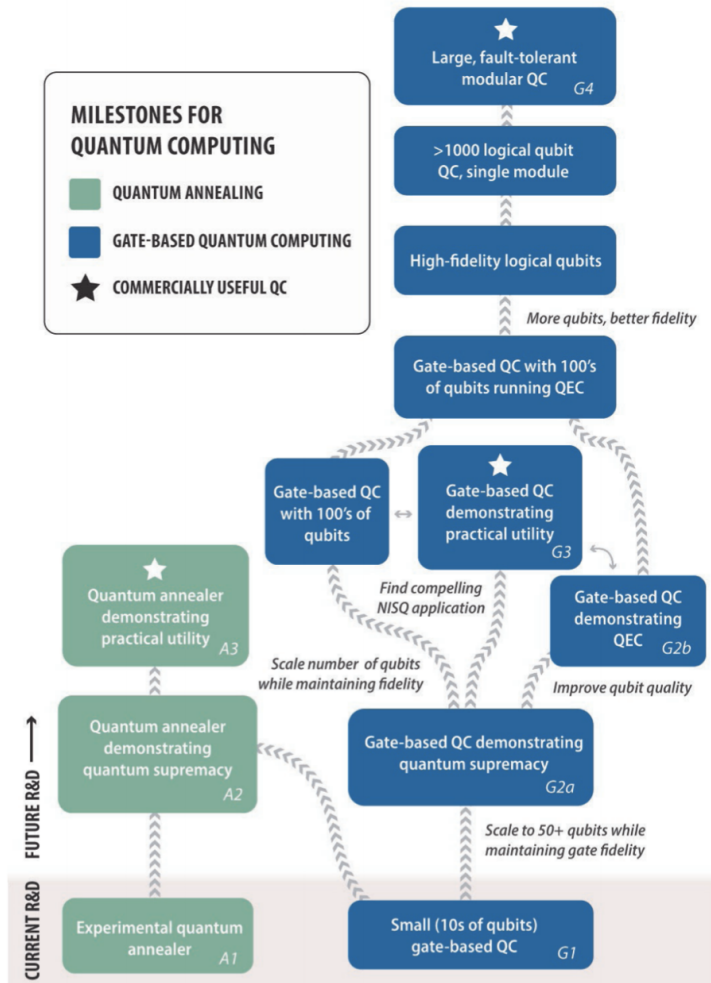 Large, fault-tolerant
modular QC
G4
MILESTONES FOR
QUANTUM COMPUTING
QUANTUM ANNEALING
GATE-BASED QUANTUM COMPUTING
COMMERCIALLY USEFUL QC
>1000 logical qubit
QC, single module
High-fidelity logical qubits
More qubits, better fidelity
Gate-based QC with 100's
of qubits running QEC
Gate-based QC
with 100's of
qubits
Gate-based QC
demonstrating
practical utility
G3
Find compelling
NISQ application
Gate-based QC
demonstrating
QEC
G2b
Quantum annealer
demonstrating
practical utility
A3
Scale number of qubits
while maintaining fidelity
Improve qubit quality
Quantum annealer
demonstrating
quantum supremacy
A2
Gate-based QC demonstrating
quantum supremacy
G2a
FUTURE R&D
Scale to 50+ qubits while
maintaining gate fidelity
CURRENT R&D
Experimental quantum
annealer
A1
Small (10s of qubits)
gate-based QC
G1